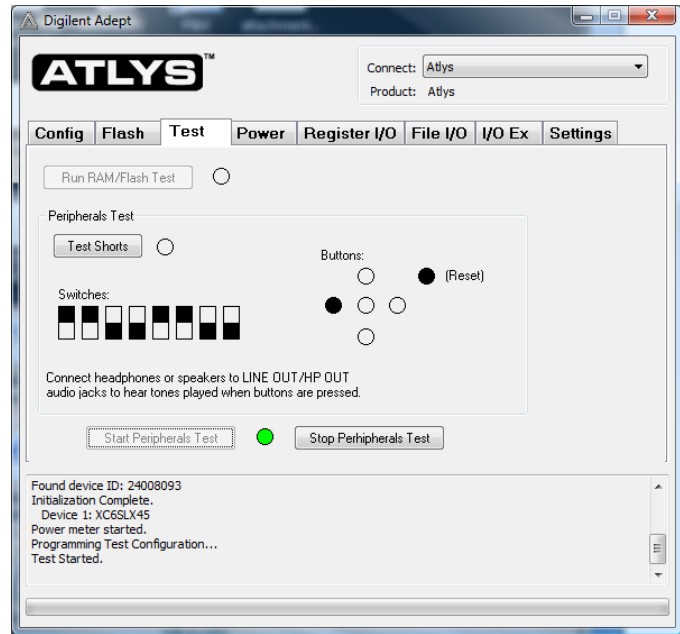 Digilent Adept
ATLYS™
Connect: Atlys
Product: Atlys
Config Flash Test Power Register I/O File I/O I/O Ex Settings
Run RAM/Flash Test
Peripherals Test
Test Shorts
Buttons:
(Reset)
Switches:
Connect headphones or speakers to LINE OUT/HP OUT
audio jacks to hear tones played when buttons are pressed.
Start Peripherals Test Stop Perhipherals Test
Found device ID: 24008093
Initialization Complete.
Device 1: XC6SLX45
Power meter started.
Programming Test Configuration...
Test Started.